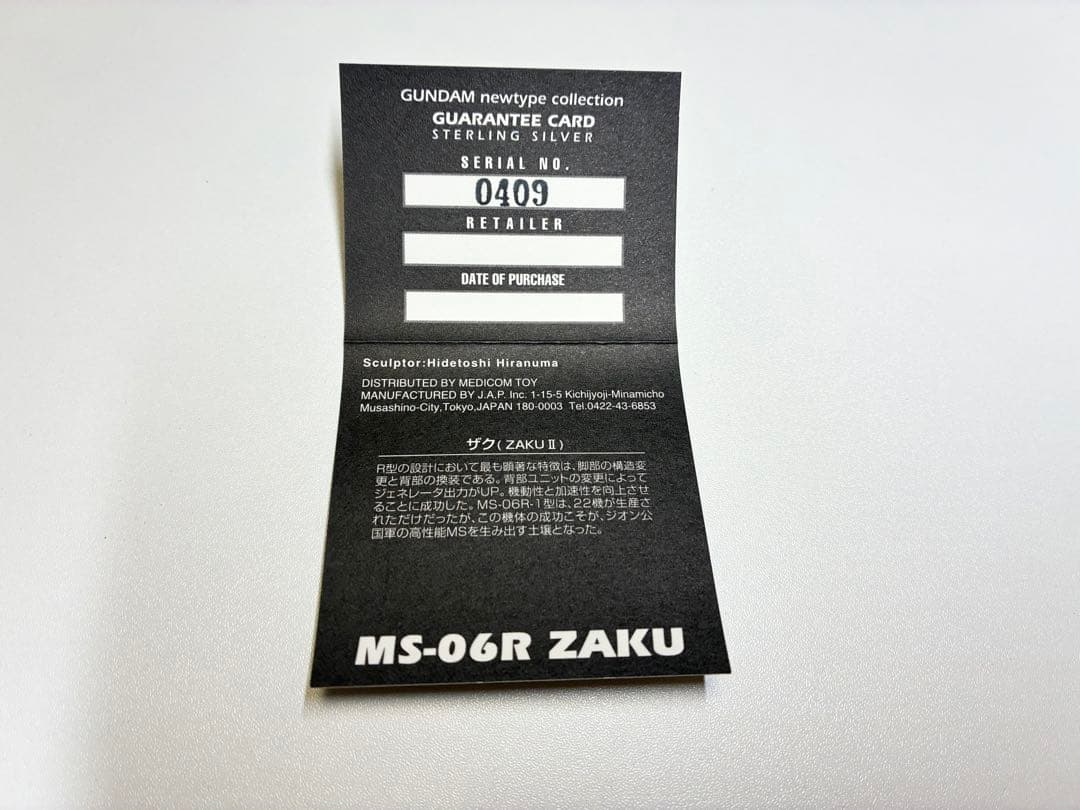 GUNDAM newtype collection
GUARANTEE CARD
STERLING SILVER
SERIAL NO.
0409
RETAILER
DATE OF PURCHASE
Sculptor:Hidetoshi Hiranuma
DISTRIBUTED BY MEDICOM TOY
MANUFACTURED BY J.A.P. Inc. 1-15-5 Kichijyoji-Minamicho
Musashino-City,Tokyo,JAPAN 180-0003 Tel.0422-43-6853
ザク(ZAKUⅡ)
R型の設計において最も顕著な特徴は、脚部の構造変
更と背部の換装である。背部ユニットの変更によって
ジェネレータ出力がUP。機動性と加速性を向上させ
ることに成功した。MS-06R-1型は、22機が生産さ
れただけだったが、この機体の成功こそが、ジオン公
国軍の高性能MSを生み出す土壌となった。
MS-06R ZAKU